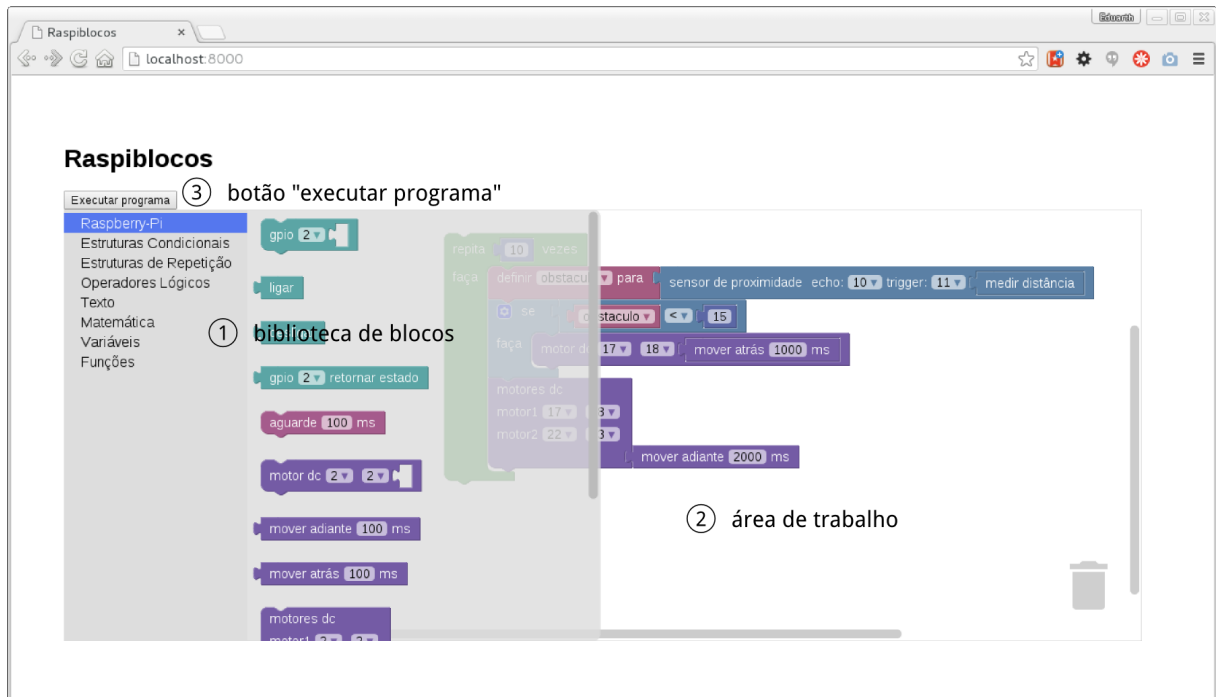 Eduarth
Raspiblocos
localhost:8000
Raspiblocos
Executar programa
3 botão "executar programa"
Raspberry-Pi
Estruturas Condicionais
Estruturas de Repetição
Operadores Lógicos
Texto
Matemática
Variáveis
Funções
1 biblioteca de blocos
gpio 2
ligar
gpio 2 retornar estado
aguarde 100 ms
motor dc 2 2
mover adiante 100 ms
mover atrás 100 ms
motores dc
motor1 2 2
repita 10 vezes
faça definir obstaculo para sensor de proximidade echo: 10 trigger: 11 medir distância
se obstaculo < 15
faça motor dc 17 18 mover atrás 1000 ms
motores dc
motor1 17
motor2 22
mover adiante 2000 ms
2 área de trabalho